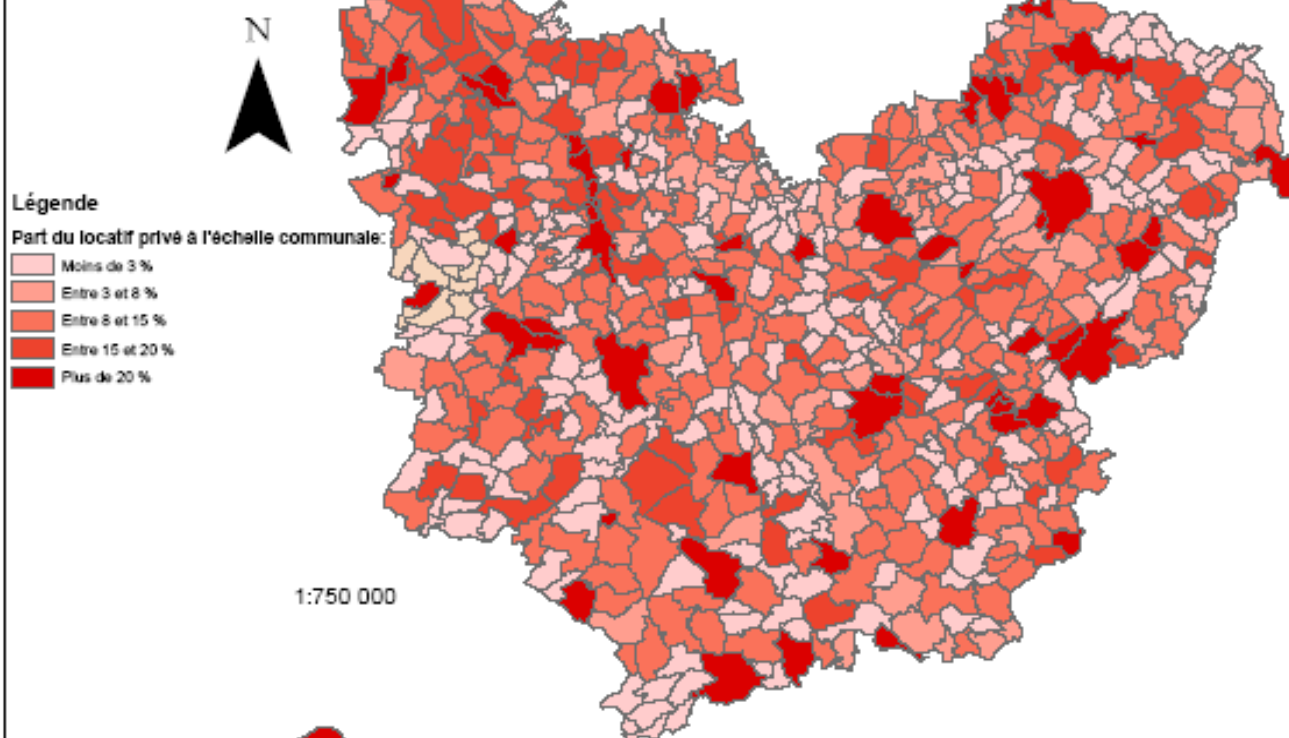 N
Légende
Part du locatif privé à l'échelle communale:
Moins de 3 %
Entre 3 et 8 %
Entre 8 et 15 %
Entre 15 et 20 %
Plus de 20 %
1:750 000